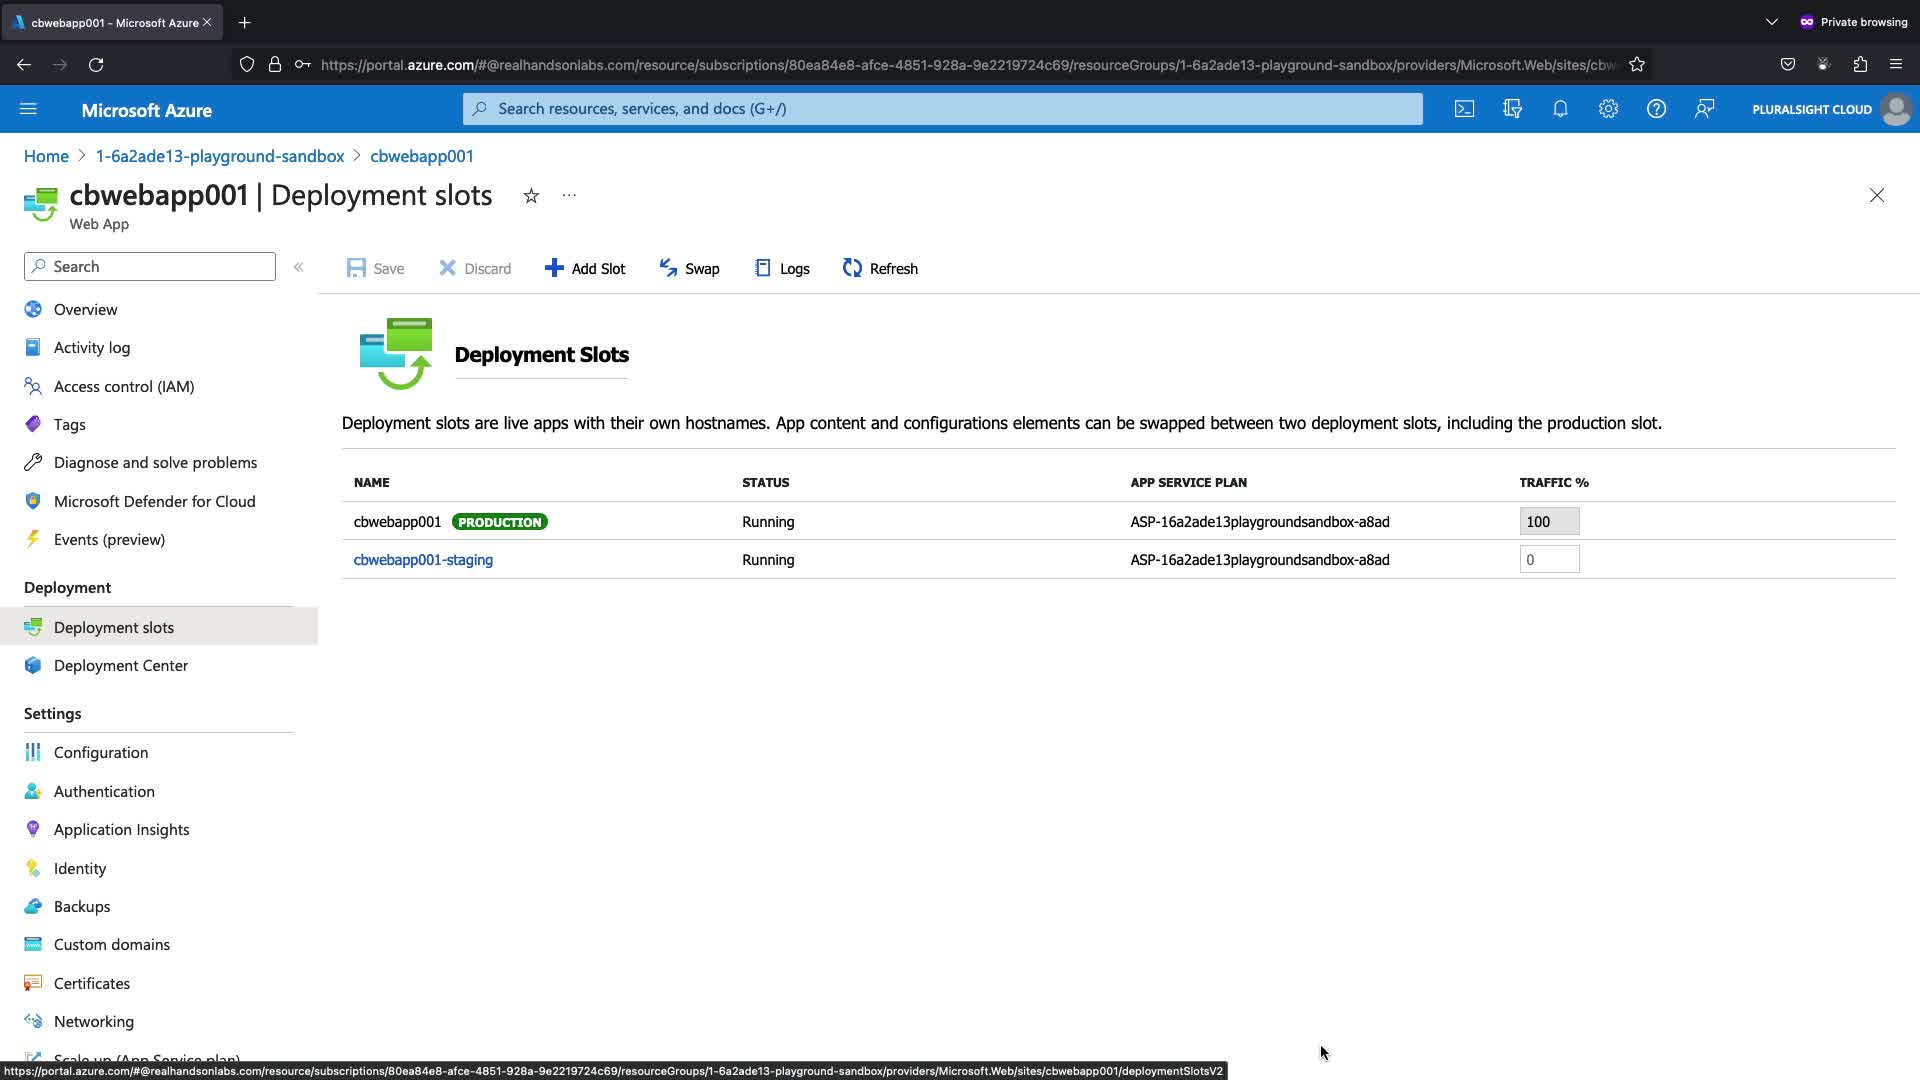 cbwebapp001 - Microsoft Azure
Private browsing
https://portal.azure.com/#@realhandsonlabs.com/resource/subscriptions/80ea84e8-afce-4851-928a-9e2219724c69/resourceGroups/1-6a2ade13-playground-sandbox/providers/Microsoft.Web/sites/cbw
Microsoft Azure
Search resources, services, and docs (G+/)
PLURALSIGHT CLOUD
Home > 1-6a2ade13-playground-sandbox > cbwebapp001
cbwebapp001 | Deployment slots ...
Web App
Search
«
Save
Discard
Add Slot
Swap
Logs
Refresh
Overview
Activity log
Access control (IAM)
Tags
Diagnose and solve problems
Microsoft Defender for Cloud
Events (preview)
Deployment
Deployment slots
Deployment Center
Settings
Configuration
Authentication
Application Insights
Identity
Backups
Custom domains
Certificates
Networking
Scale up (App Service plan)
Deployment Slots
Deployment slots are live apps with their own hostnames. App content and configurations elements can be swapped between two deployment slots, including the production slot.
NAME STATUS APP SERVICE PLAN TRAFFIC %
cbwebapp001 PRODUCTION Running ASP-16a2ade13playgroundsandbox-a8ad 100
cbwebapp001-staging Running ASP-16a2ade13playgroundsandbox-a8ad 0
https://portal.azure.com/#@realhandsonlabs.com/resource/subscriptions/80ea84e8-afce-4851-928a-9e2219724c69/resourceGroups/1-6a2ade13-playground-sandbox/providers/Microsoft.Web/sites/cbwebapp001/deploymentSlotsV2